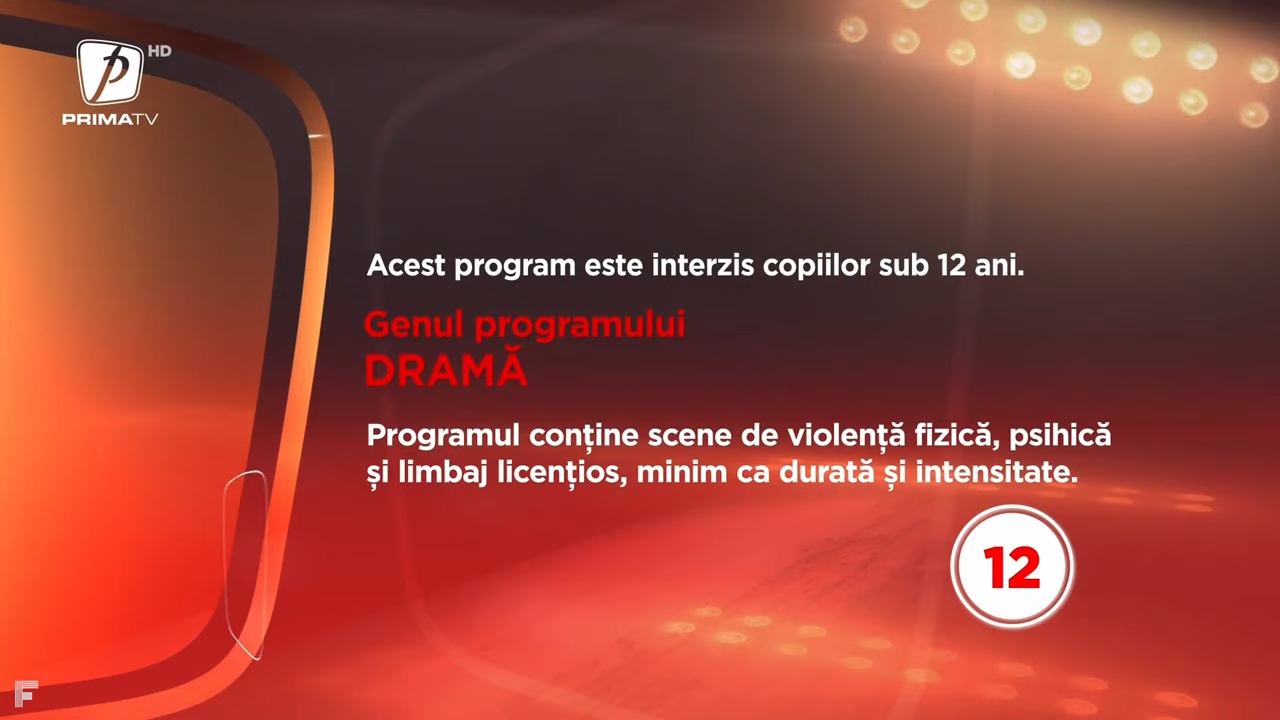 HD
PRIMATV
Acest program este interzis copiilor sub 12 ani.
Genul programului
DRAMĂ
Programul conține scene de violență fizică, psihică
și limbaj licențios, minim ca durată și intensitate.
12
F